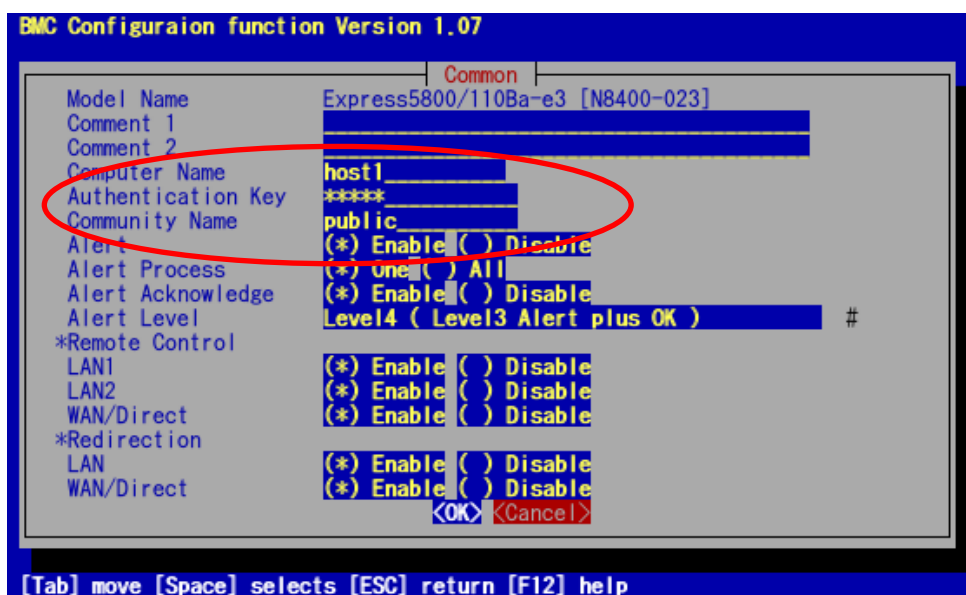 BMC Configuraion function Version 1.07
Common
Model Name Express5800/110Ba-e3 [N8400-023]
Comment 1
Comment 2
Computer Name host1
Authentication Key *****
Community Name public
Alert (*) Enable ( ) Disable
Alert Process (*) One ( ) All
Alert Acknowledge (*) Enable ( ) Disable
Alert Level Level4 ( Level3 Alert plus OK ) #
*Remote Control
LAN1 (*) Enable ( ) Disable
LAN2 (*) Enable ( ) Disable
WAN/Direct (*) Enable ( ) Disable
*Redirection
LAN (*) Enable ( ) Disable
WAN/Direct (*) Enable ( ) Disable
<OK> <Cancel>
[Tab] move [Space] selects [ESC] return [F12] help